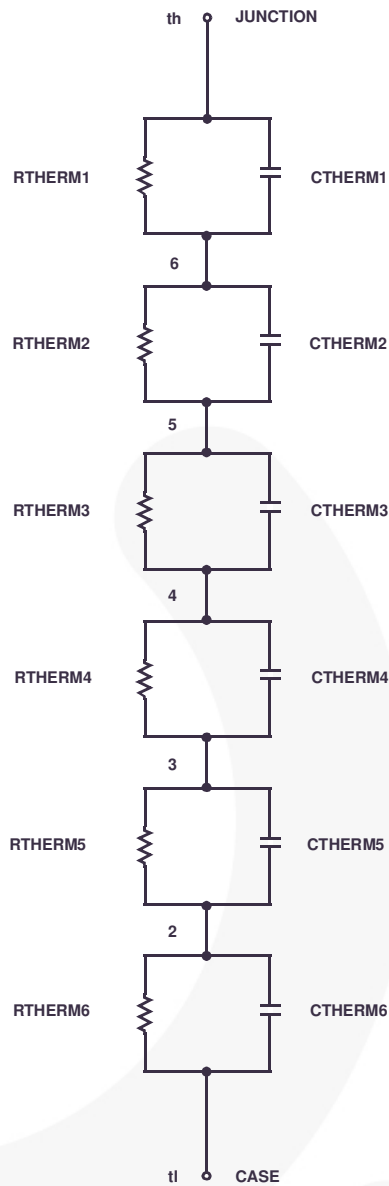 th JUNCTION
RTHERM1 CTHERM1
6
RTHERM2 CTHERM2
5
RTHERM3 CTHERM3
4
RTHERM4 CTHERM4
3
RTHERM5 CTHERM5
2
RTHERM6 CTHERM6
tl CASE